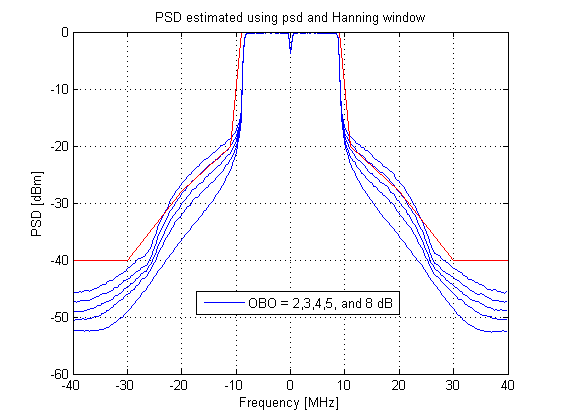 PSD estimated using psd and Hanning window
0
-10
-20
-30
-40
-50
-60
PSD [dBm]
OBO = 2,3,4,5, and 8 dB
-40 -30 -20 -10 0 10 20 30 40
Frequency [MHz]